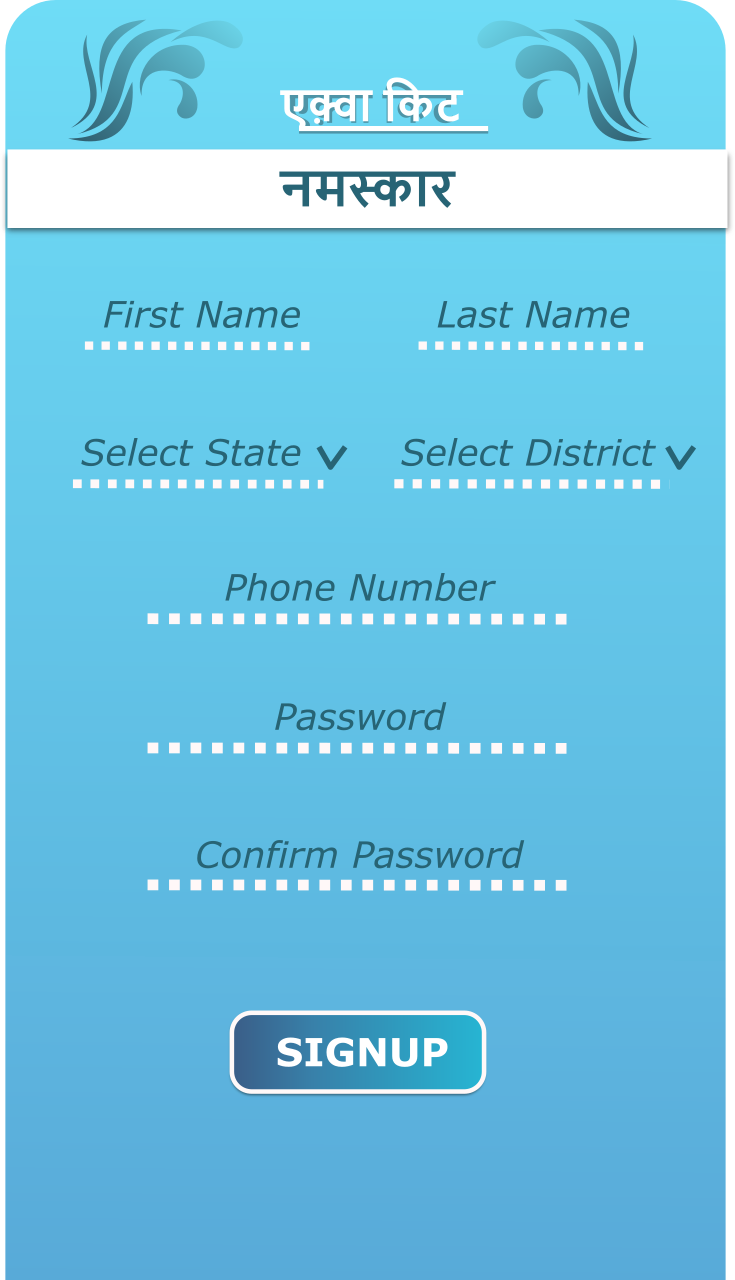 एक़्वा किट
नमस्कार
First Name Last Name
Select State Select District
Phone Number
Password
Confirm Password
SIGNUP